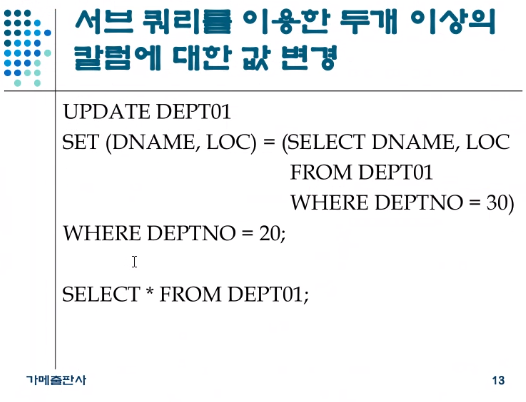 서브 쿼리를 이용한 두개 이상의
칼럼에 대한 값 변경
UPDATE DEPT01
SET (DNAME, LOC) = (SELECT DNAME, LOC
FROM DEPT01
WHERE DEPTNO = 30)
WHERE DEPTNO = 20;
SELECT * FROM DEPT01;
가메출판사
13